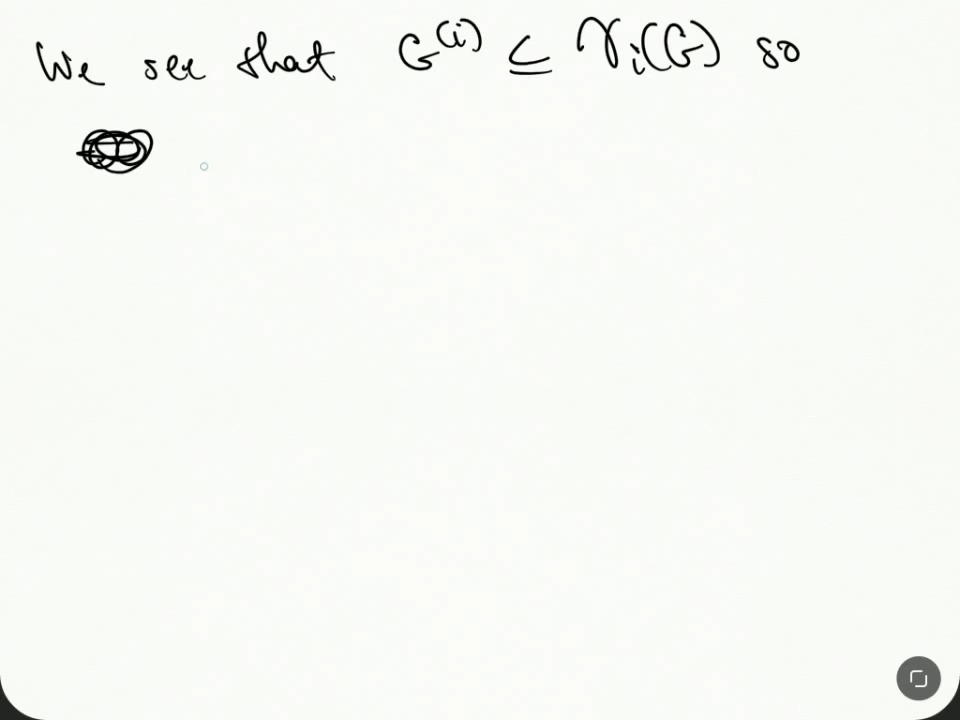 We see that G^(i) ⊆ γ_i(G) so